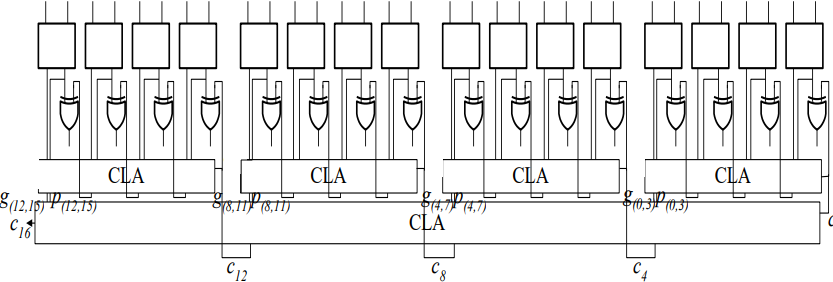 CLA CLA CLA CLA
g(12,15) p(12,15) g(8,11) p(8,11) g(4,7) p(4,7) g(0,3) p(0,3)
c16 CLA c
c12 c8 c4